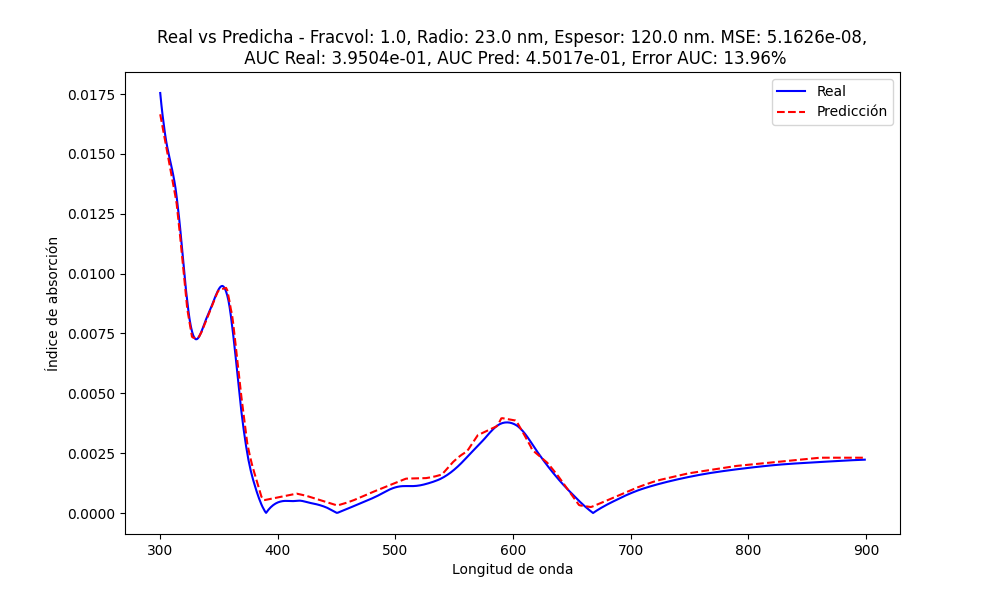 Real vs Predicha - Fracvol: 1.0, Radio: 23.0 nm, Espesor: 120.0 nm. MSE: 5.1626e-08,
AUC Real: 3.9504e-01, AUC Pred: 4.5017e-01, Error AUC: 13.96%
Real
Predicción
Índice de absorción
0.0175
0.0150
0.0125
0.0100
0.0075
0.0050
0.0025
0.0000
300 400 500 600 700 800 900
Longitud de onda